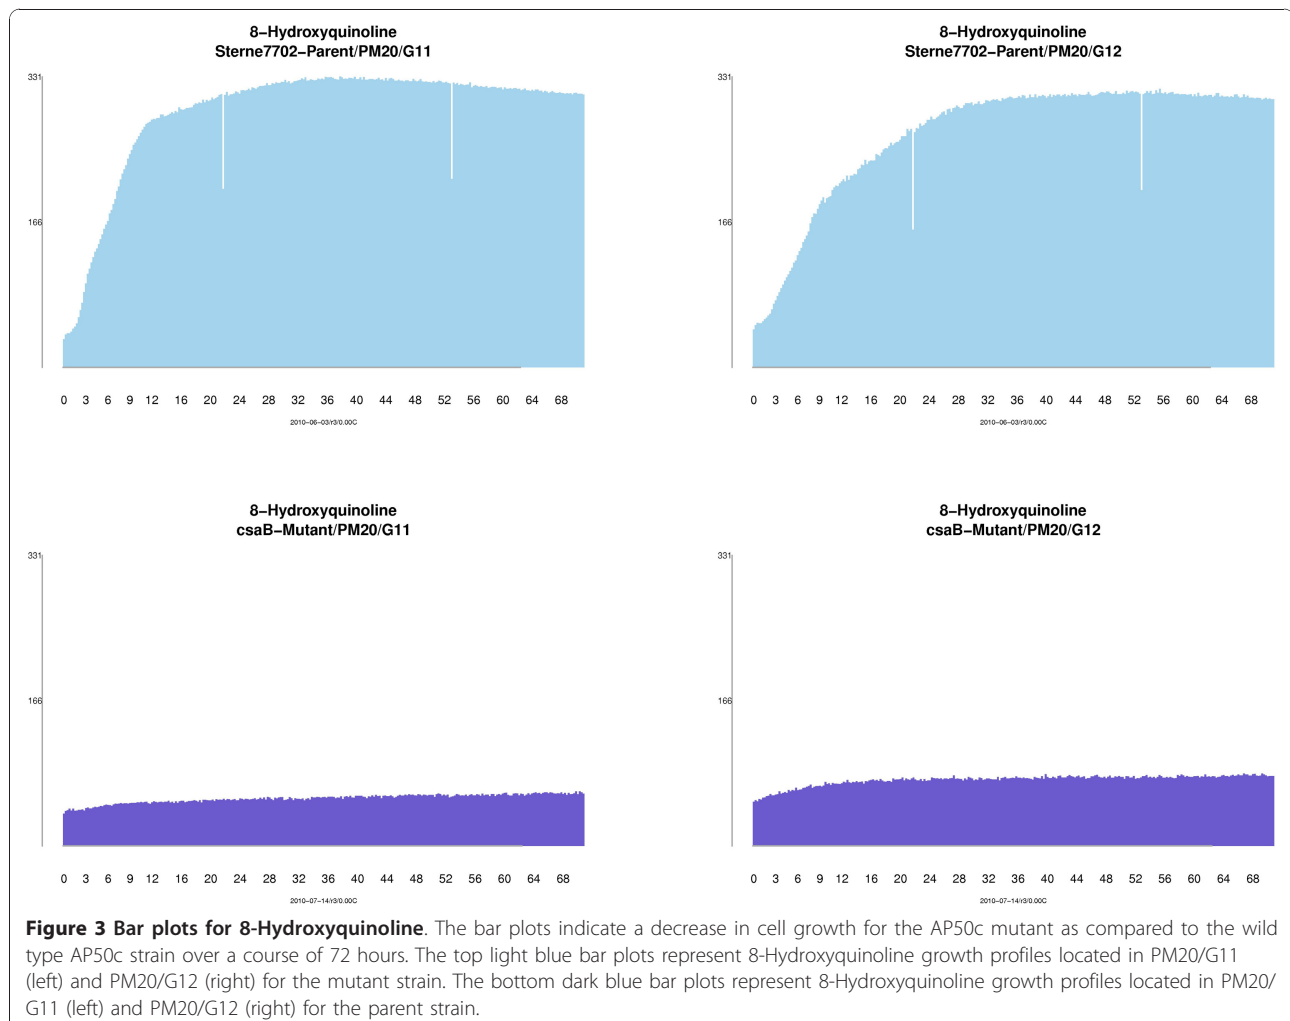 8−Hydroxyquinoline
Sterne7702−Parent/PM20/G11
331
166
0 3 6 9 12 16 20 24 28 32 36 40 44 48 52 56 60 64 68
2010−06−03/r3/0.00C
8−Hydroxyquinoline
Sterne7702−Parent/PM20/G12
331
166
0 3 6 9 12 16 20 24 28 32 36 40 44 48 52 56 60 64 68
2010−06−03/r3/0.00C
8−Hydroxyquinoline
csaB−Mutant/PM20/G11
331
166
0 3 6 9 12 16 20 24 28 32 36 40 44 48 52 56 60 64 68
2010−07−14/r3/0.00C
8−Hydroxyquinoline
csaB−Mutant/PM20/G12
331
166
0 3 6 9 12 16 20 24 28 32 36 40 44 48 52 56 60 64 68
2010−07−14/r3/0.00C
Figure 3 Bar plots for 8-Hydroxyquinoline. The bar plots indicate a decrease in cell growth for the AP50c mutant as compared to the wild
type AP50c strain over a course of 72 hours. The top light blue bar plots represent 8-Hydroxyquinoline growth profiles located in PM20/G11
(left) and PM20/G12 (right) for the mutant strain. The bottom dark blue bar plots represent 8-Hydroxyquinoline growth profiles located in PM20/
G11 (left) and PM20/G12 (right) for the parent strain.